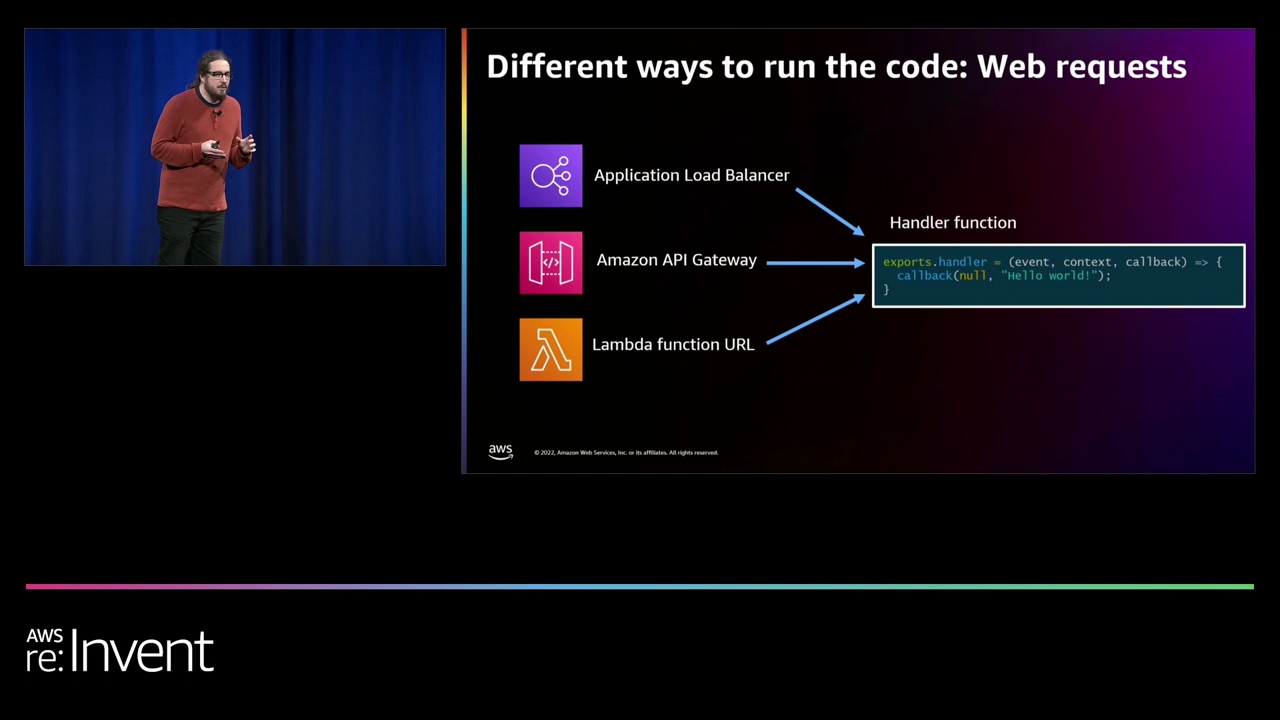 Different ways to run the code: Web requests
Application Load Balancer
Amazon API Gateway
Lambda function URL
Handler function
exports.handler = (event, context, callback) => {
  callback(null, "Hello world!");
}
aws
© 2022, Amazon Web Services, Inc. or its affiliates. All rights reserved.
AWS
re:Invent